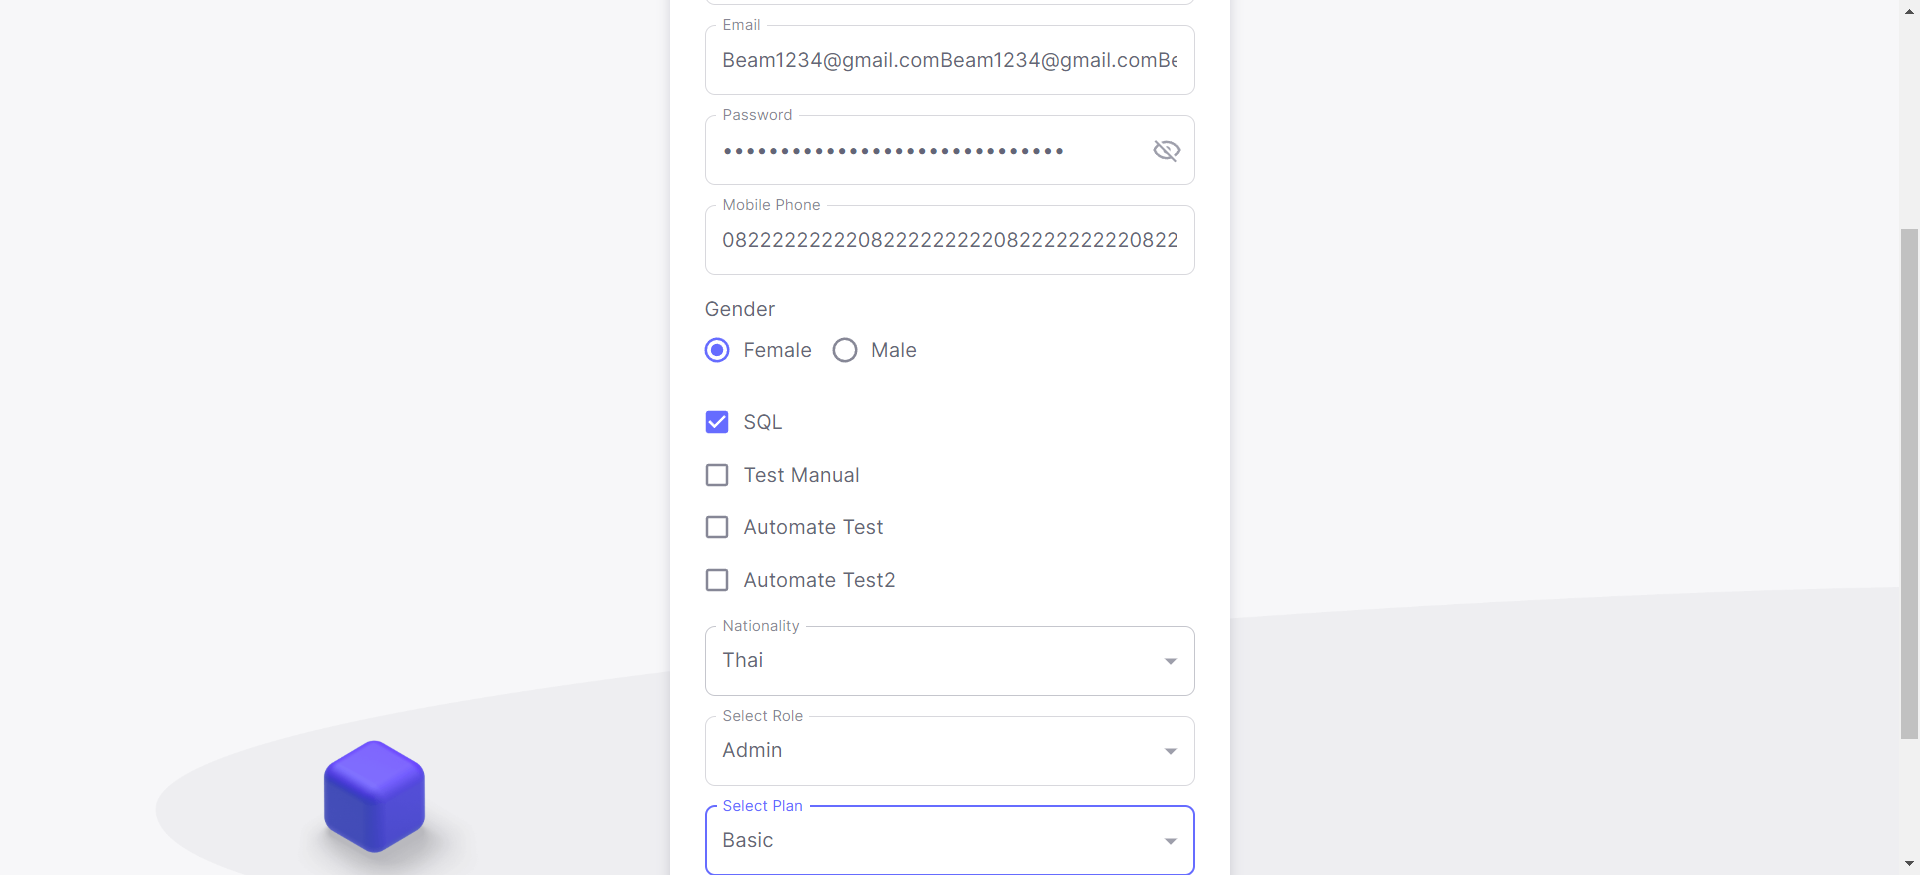 Email
Beam1234@gmail.comBeam1234@gmail.comBe
Password
••••••••••••••••••••••••••••••
Mobile Phone
0822222222208222222222082222222220822
Gender
Female
Male
SQL
Test Manual
Automate Test
Automate Test2
Nationality
Thai
Select Role
Admin
Select Plan
Basic